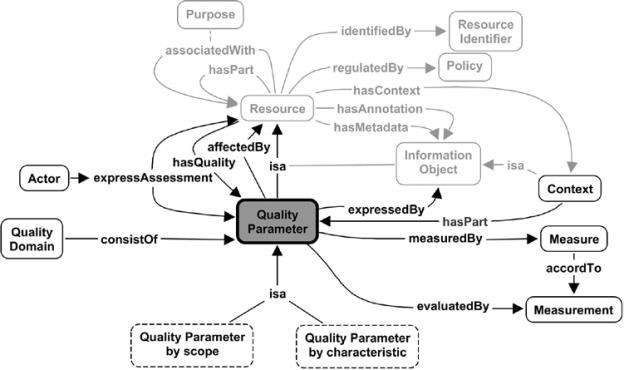 Purpose
associatedWith
identifiedBy
Resource
Identifier
hasPart
regulatedBy
Policy
hasContext
Resource
hasAnnotation
hasMetadata
affectedBy
hasQuality
isa
Information
Object
isa
Actor
expressAssessment
Context
Quality
Parameter
expressedBy
hasPart
Quality
Domain
consistOf
measuredBy
Measure
accordTo
isa
evaluatedBy
Measurement
Quality Parameter
by scope
Quality Parameter
by characteristic